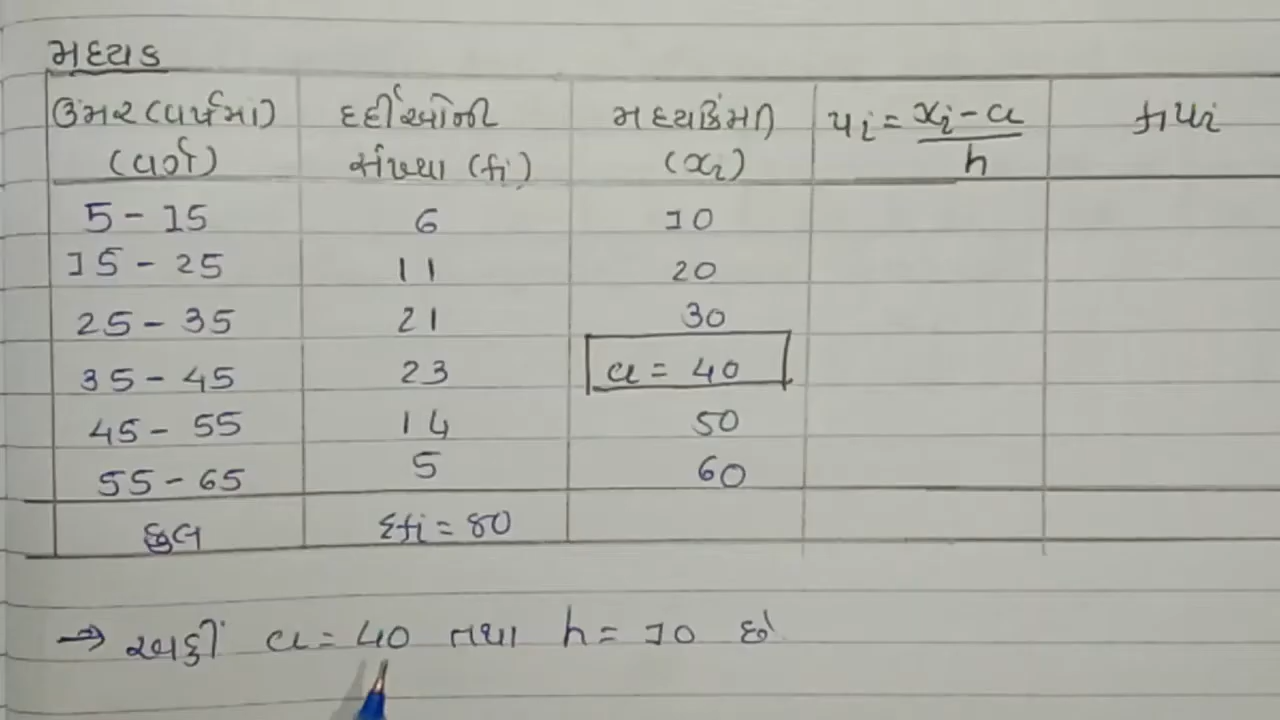 મધ્યક
ઉંમર (વર્ષમાં) દર્દીઓની મધ્યકિંમત uᵢ = xᵢ - a / h fᵢuᵢ
(વર્ગ) સંખ્યા (fᵢ) (xᵢ)
5 - 15 6 10
15 - 25 11 20
25 - 35 21 30
35 - 45 23 a = 40
45 - 55 14 50
55 - 65 5 60
કુલ Σfᵢ = 80
⇒ અહીં a = 40 તથા h = 10 છે.